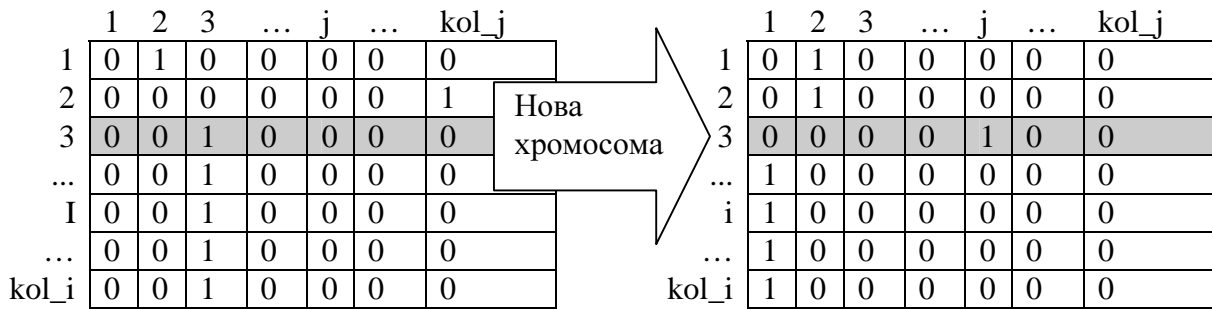 1 2 3 … j … kol_j
1 0 1 0 0 0 0 0
2 0 0 0 0 0 0 1
3 0 0 1 0 0 0 0
... 0 0 1 0 0 0 0
I 0 0 1 0 0 0 0
… 0 0 1 0 0 0 0
kol_i 0 0 1 0 0 0 0
Нова
хромосома
1 2 3 … j … kol_j
1 0 1 0 0 0 0 0
2 0 1 0 0 0 0 0
3 0 0 0 0 1 0 0
... 1 0 0 0 0 0 0
i 1 0 0 0 0 0 0
… 1 0 0 0 0 0 0
kol_i 1 0 0 0 0 0 0